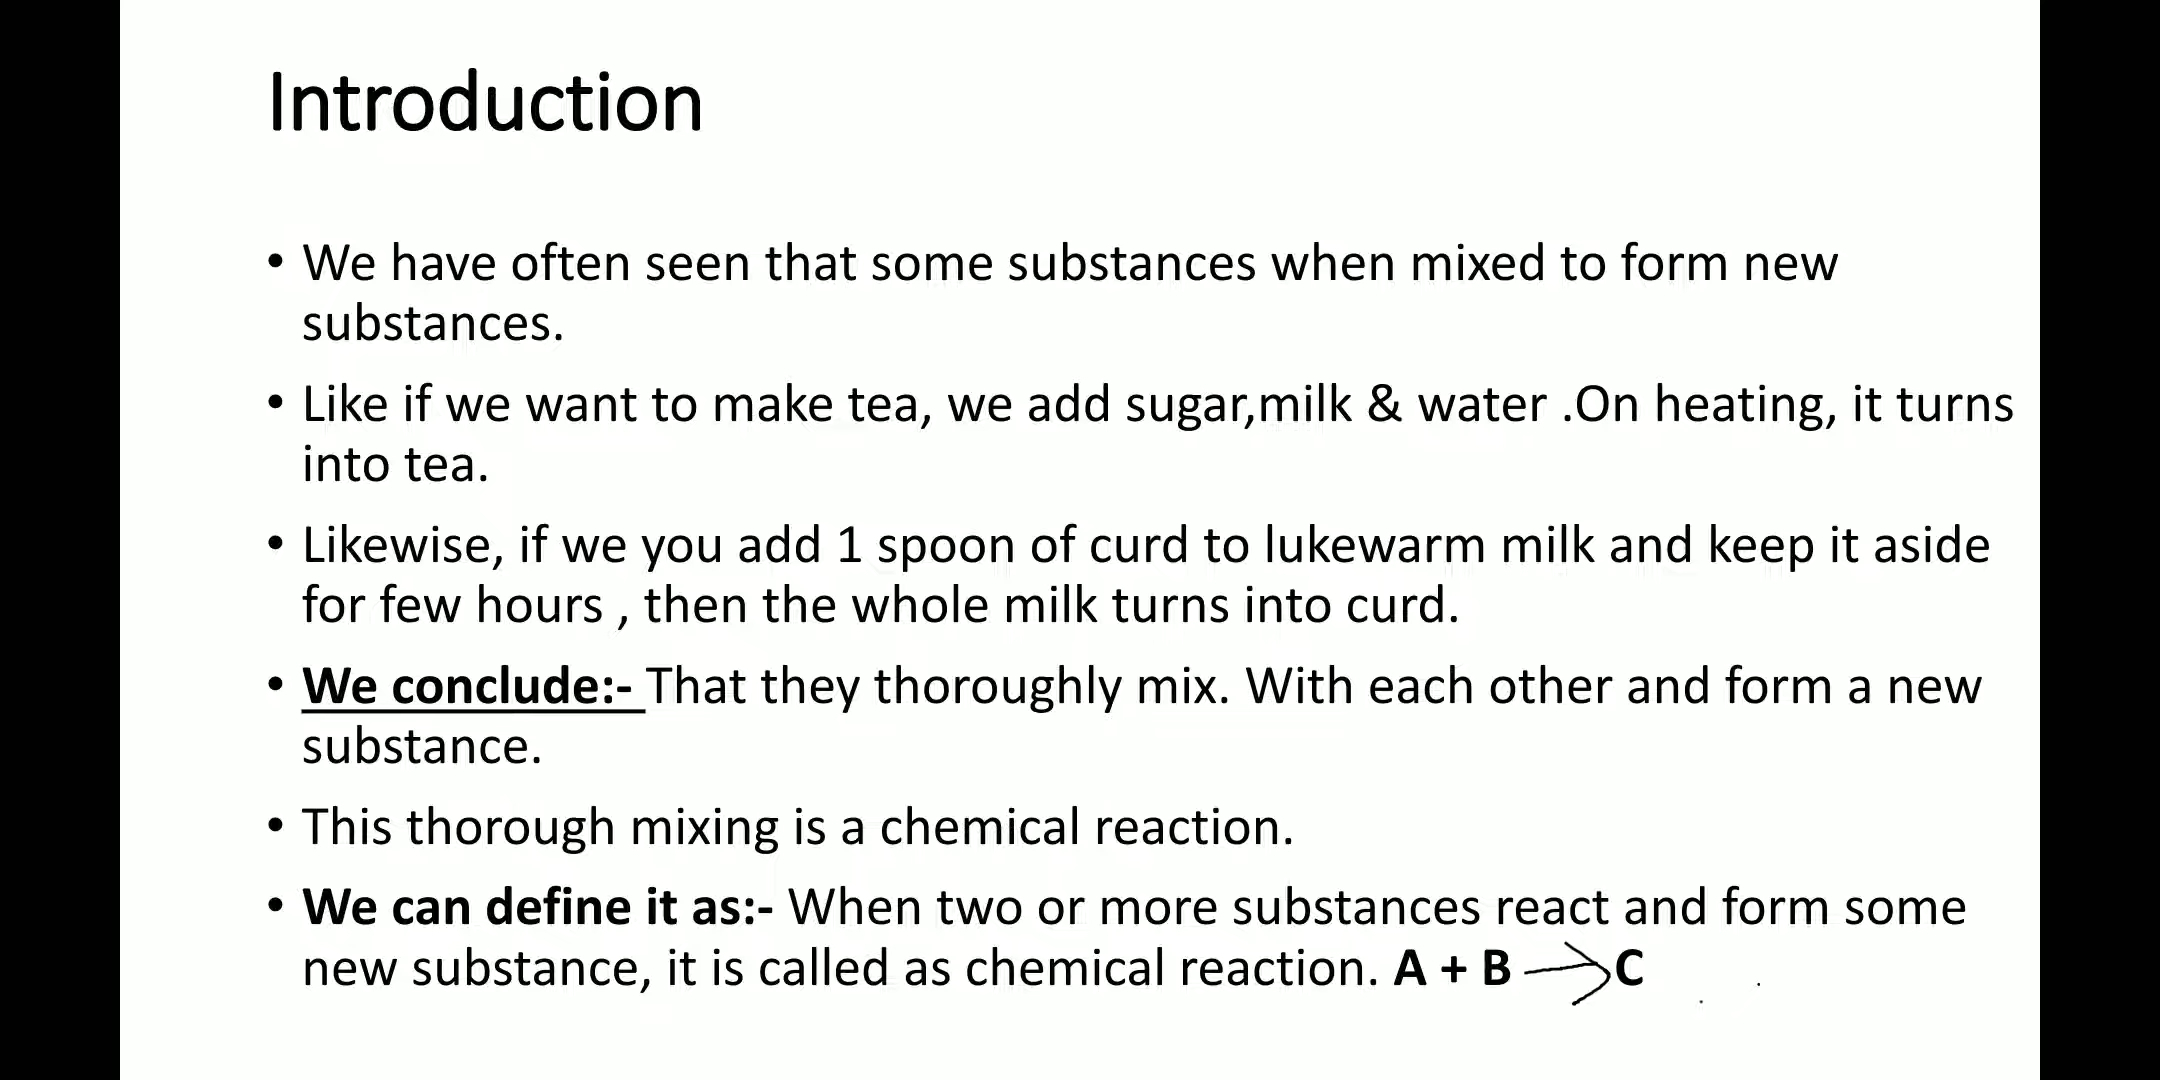 Introduction
• We have often seen that some substances when mixed to form new
substances.
• Like if we want to make tea, we add sugar,milk & water .On heating, it turns
into tea.
• Likewise, if we you add 1 spoon of curd to lukewarm milk and keep it aside
for few hours , then the whole milk turns into curd.
• We conclude:- That they thoroughly mix. With each other and form a new
substance.
• This thorough mixing is a chemical reaction.
• We can define it as:- When two or more substances react and form some
new substance, it is called as chemical reaction. A + B → C